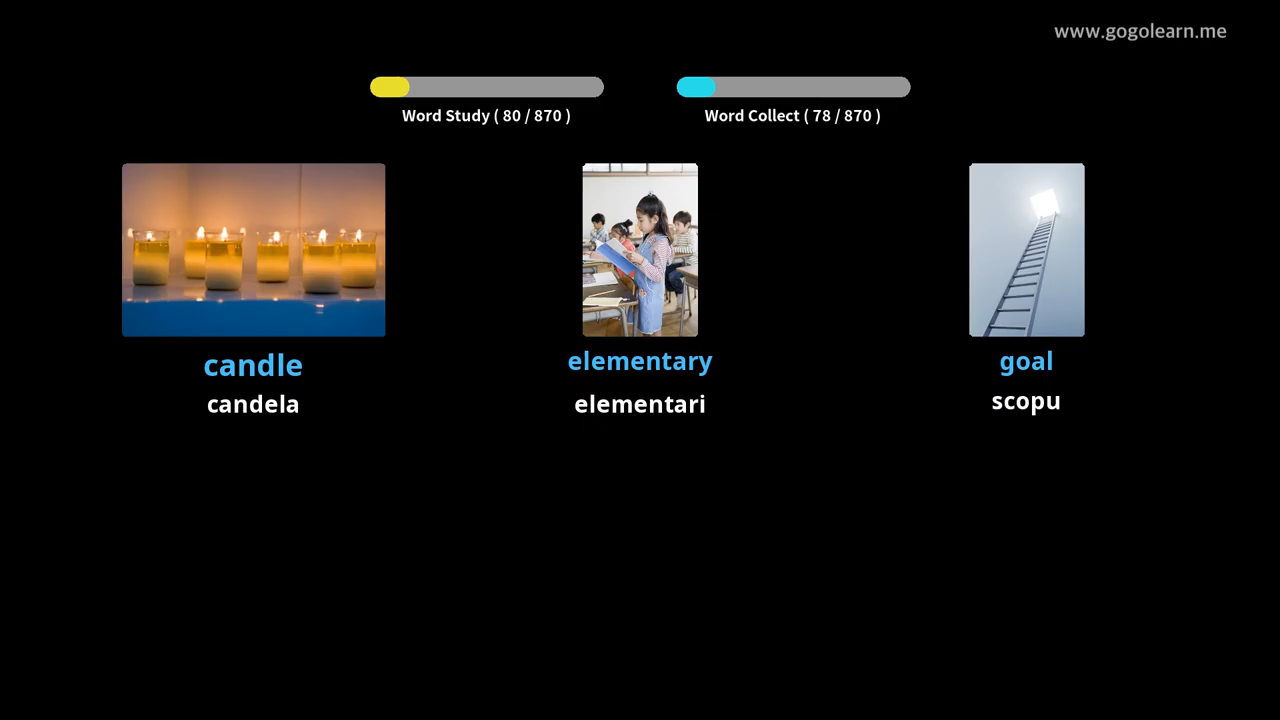 www.gogolearn.me
Word Study ( 80 / 870 )
Word Collect ( 78 / 870 )
candle
candela
elementary
elementari
goal
scopu